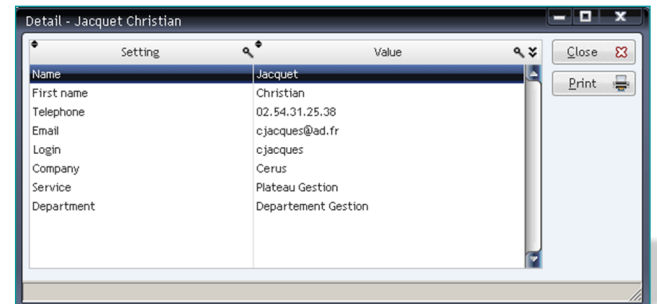 Detail - Jacquet Christian
Setting Value
Close
Name Jacquet
Print
First name Christian
Telephone 02.54.31.25.38
Email cjacques@ad.fr
Login cjacques
Company Cerus
Service Plateau Gestion
Department Departement Gestion